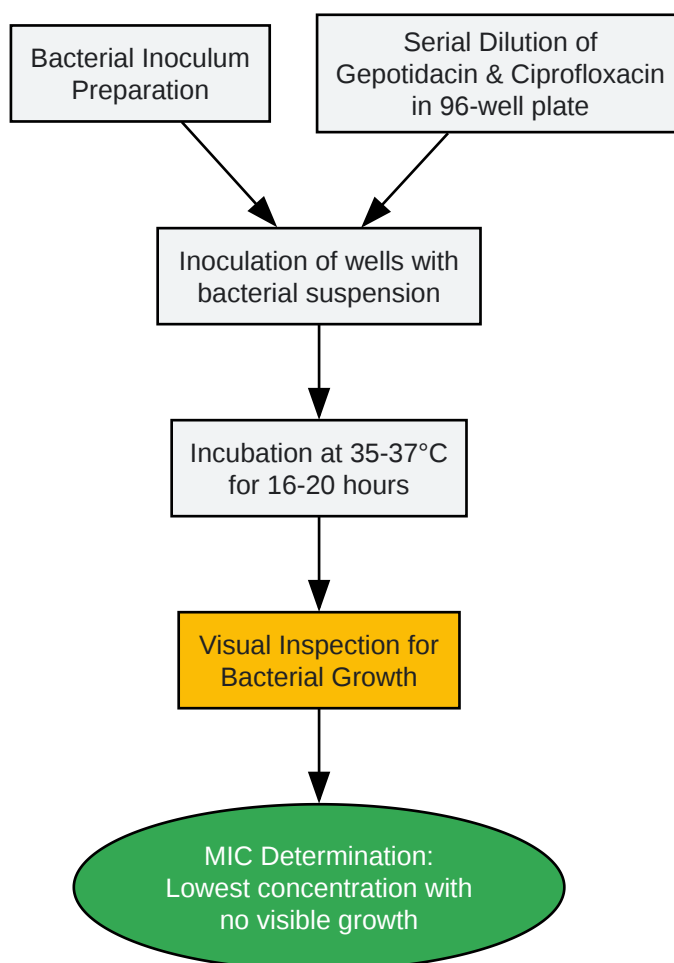 Bacterial Inoculum
Preparation
Serial Dilution of
Gepotidacin & Ciprofloxacin
in 96-well plate
Inoculation of wells with
bacterial suspension
Incubation at 35-37°C
for 16-20 hours
Visual Inspection for
Bacterial Growth
MIC Determination:
Lowest concentration with
no visible growth